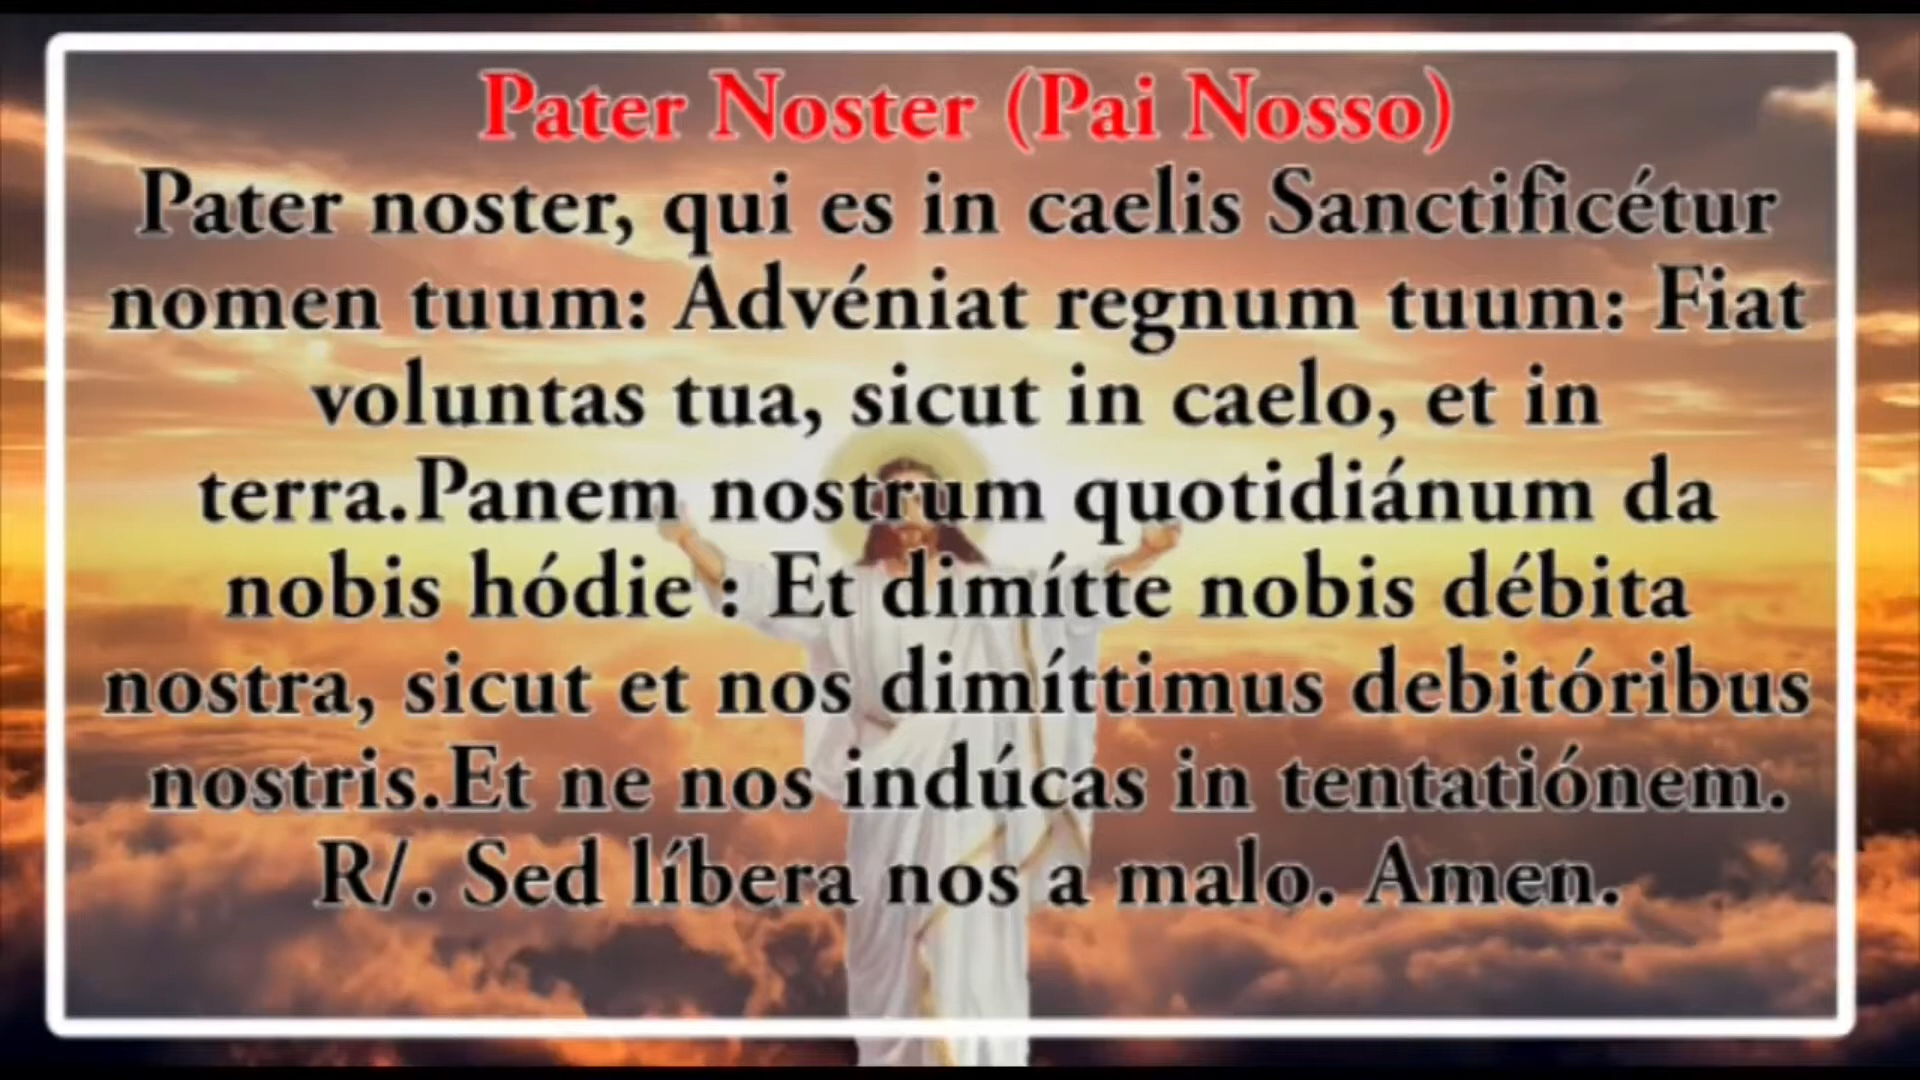 Pater Noster (Pai Nosso)
Pater noster, qui es in caelis Sanctificétur
nomen tuum: Advéniat regnum tuum: Fiat
voluntas tua, sicut in caelo, et in
terra.Panem nostrum quotidiánum da
nobis hódie : Et dimítte nobis débita
nostra, sicut et nos dimíttimus debitóribus
nostris.Et ne nos indúcas in tentatiónem.
R/. Sed líbera nos a malo. Amen.